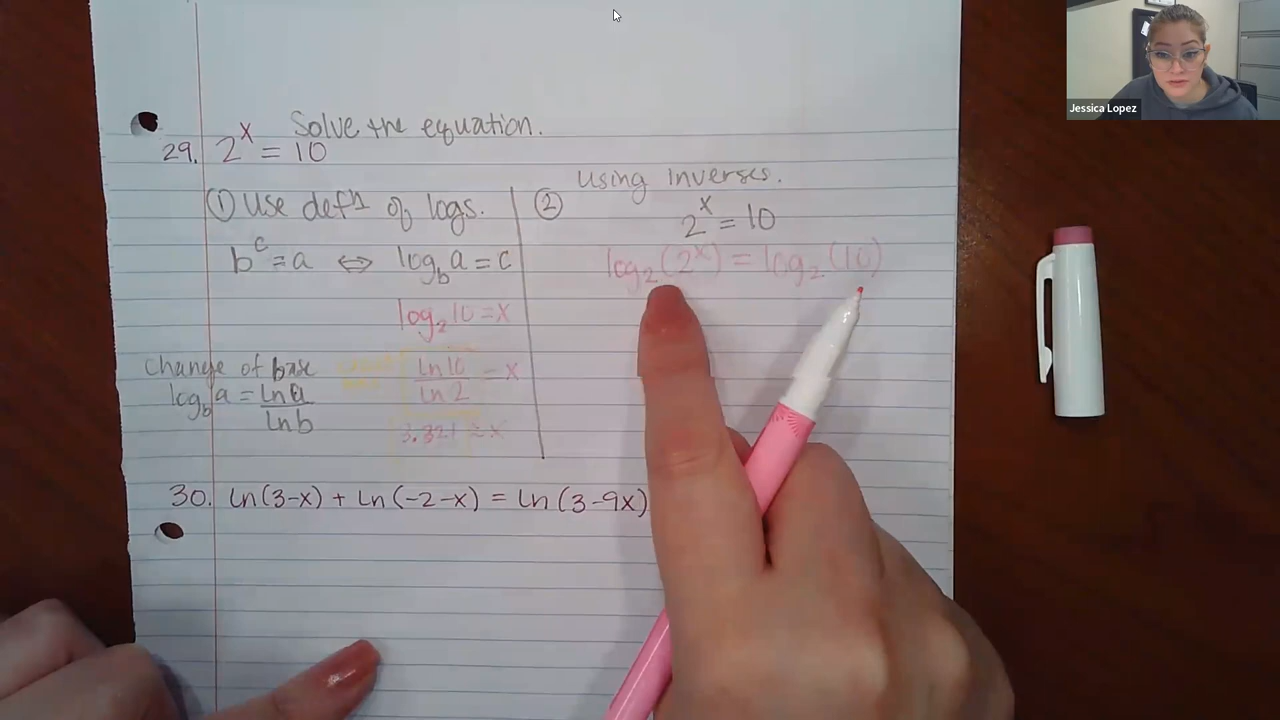 Jessica Lopez
Solve the equation.
29. 2^x = 10
① Use def'n of logs.
b^c = a ⇔ log_b a = c
log_2 10 = x
Change of base
log_b a = ln a / ln b
ln 10 / ln 2 = x
3.321 ≈ x
② using inverses.
2^x = 10
log_2(2^x) = log_2(10)
30. ln(3-x) + ln(-2-x) = ln(3-9x)